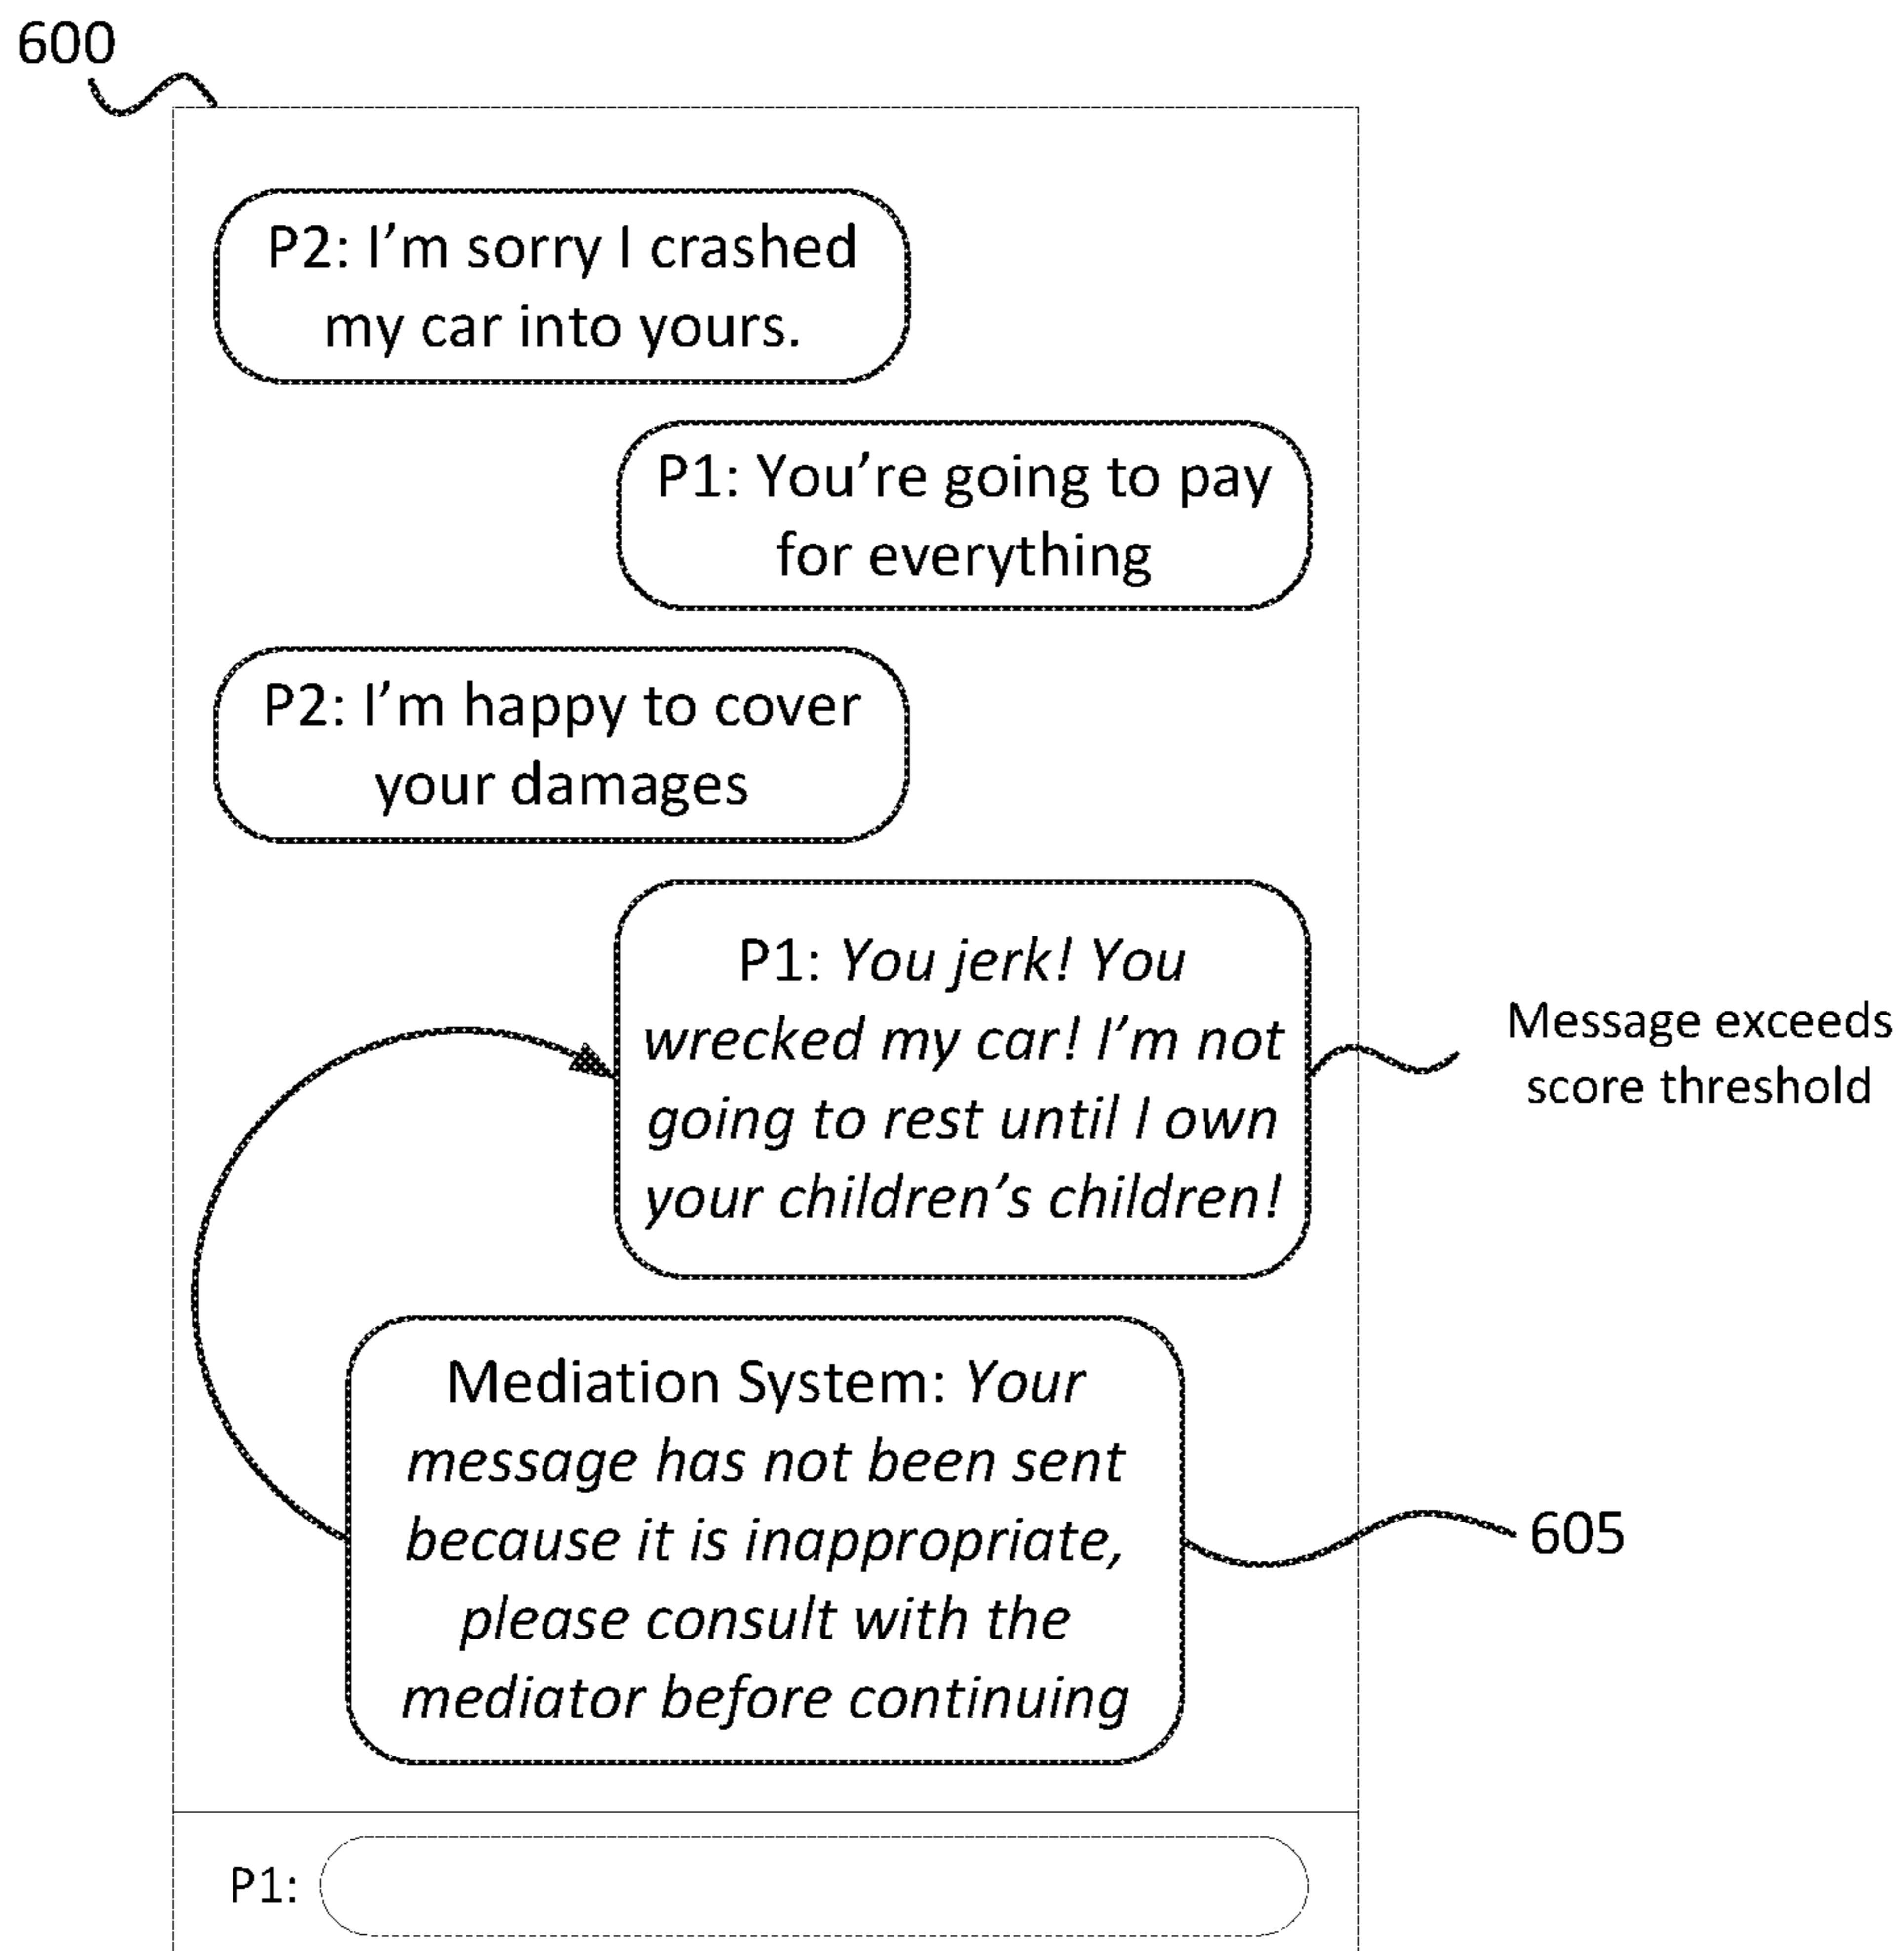 600
P2: I'm sorry I crashed
my car into yours.
P1: You're going to pay
for everything
P2: I'm happy to cover
your damages
P1: You jerk! You
wrecked my car! I'm not
going to rest until I own
your children's children!
Message exceeds
score threshold
Mediation System: Your
message has not been sent
because it is inappropriate,
please consult with the
mediator before continuing
605
P1: